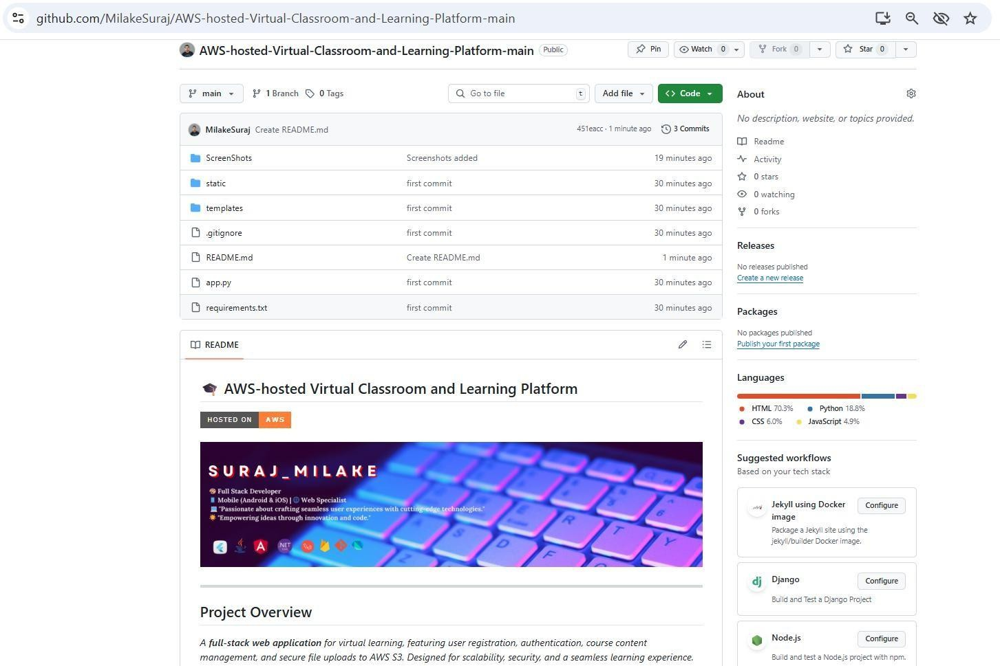 github.com/MilakeSuraj/AWS-hosted-Virtual-Classroom-and-Learning-Platform-main
AWS-hosted-Virtual-Classroom-and-Learning-Platform-main Public
Pin Watch 0 Fork 0 Star 0
main 1 Branch 0 Tags Go to file t Add file Code
MilakeSuraj Create README.md 451eacc · 1 minute ago 3 Commits
ScreenShots Screenshots added 19 minutes ago
static first commit 30 minutes ago
templates first commit 30 minutes ago
.gitignore first commit 30 minutes ago
README.md Create README.md 1 minute ago
app.py first commit 30 minutes ago
requirements.txt first commit 30 minutes ago
README
AWS-hosted Virtual Classroom and Learning Platform
HOSTED ON AWS
SURAJ_MILAKE
Full Stack Developer
Mobile (Android & iOS) | Web Specialist
"Passionate about crafting seamless user experiences with cutting-edge technologies."
"Empowering ideas through innovation and code."
Project Overview
A full-stack web application for virtual learning, featuring user registration, authentication, course content
management, and secure file uploads to AWS S3. Designed for scalability, security, and a seamless learning experience.
About
No description, website, or topics provided.
Readme
Activity
0 stars
0 watching
0 forks
Releases
No releases published
Create a new release
Packages
No packages published
Publish your first package
Languages
HTML 70.3% Python 18.8%
CSS 6.0% JavaScript 4.9%
Suggested workflows
Based on your tech stack
Jekyll using Docker
image
Configure
Package a Jekyll site using the
jekyll/builder Docker image.
dj
Django
Configure
Build and Test a Django Project
Node.js
Configure
Build and test a Node.js project with npm.